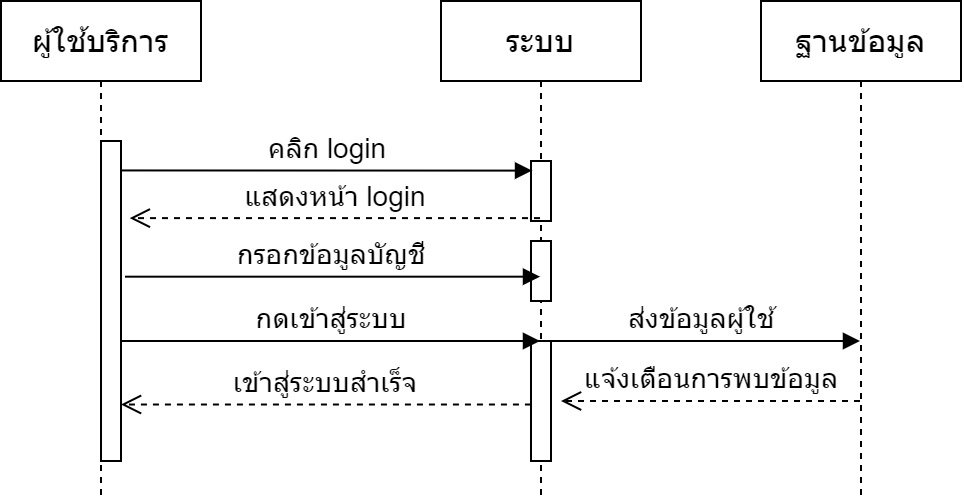 ผู้ใช้บริการ
ระบบ
ฐานข้อมูล
คลิก login
แสดงหน้า login
กรอกข้อมูลบัญชี
กดเข้าสู่ระบบ
ส่งข้อมูลผู้ใช้
เข้าสู่ระบบสำเร็จ
แจ้งเตือนการพบข้อมูล